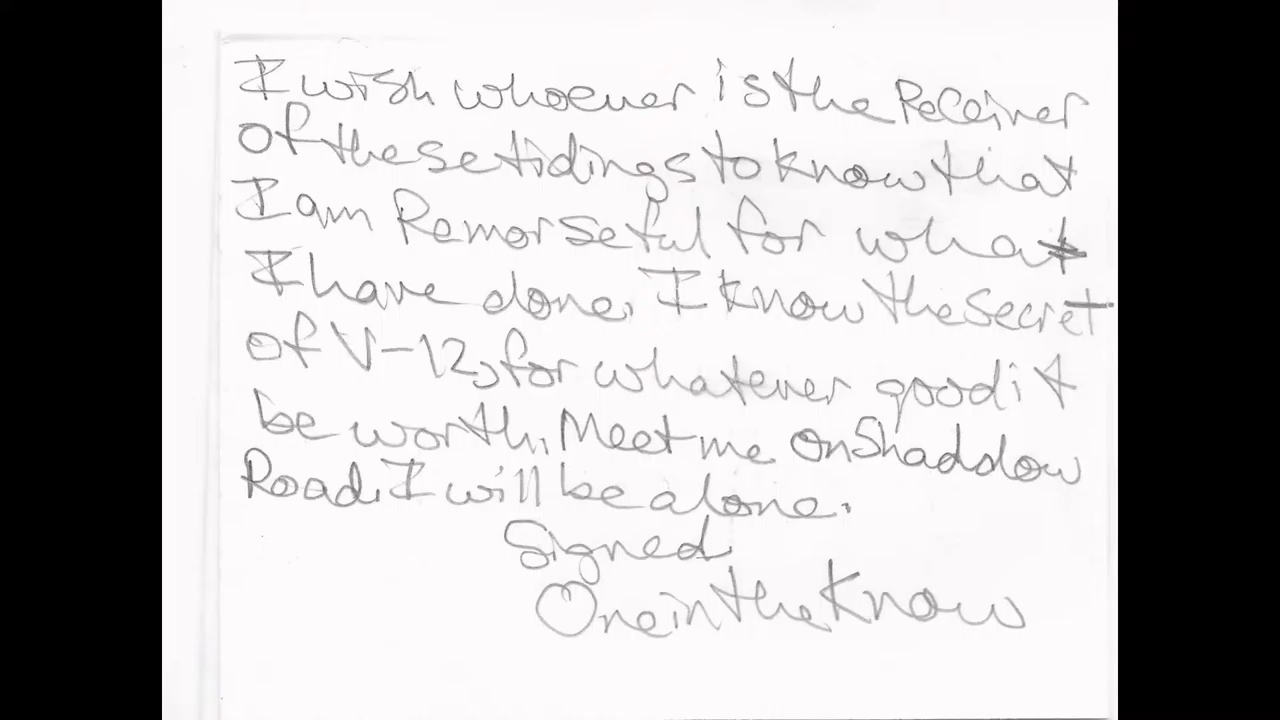 I wish whoever is the Receiver
of these tidings to know that
I am Remorseful for what
I have done. I know the secret
of V-12, for whatever good it
be worth. Meet me on Shaddow
Road. I will be alone.
Signed
One in the Know